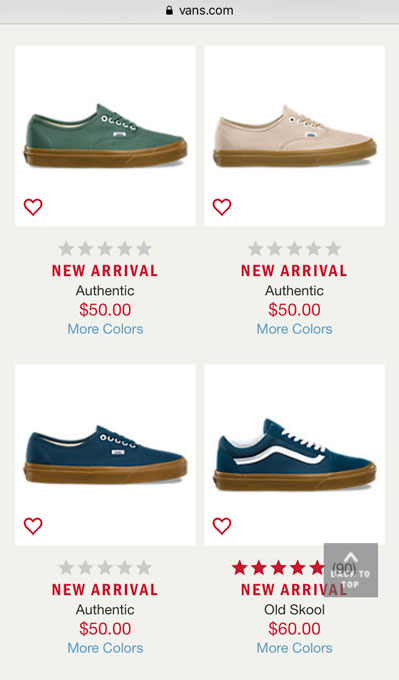 vans.com
NEW ARRIVAL
Authentic
$50.00
More Colors
NEW ARRIVAL
Authentic
$50.00
More Colors
NEW ARRIVAL
Authentic
$50.00
More Colors
(90)
BACK TO
TOP
NEW ARRIVAL
Old Skool
$60.00
More Colors